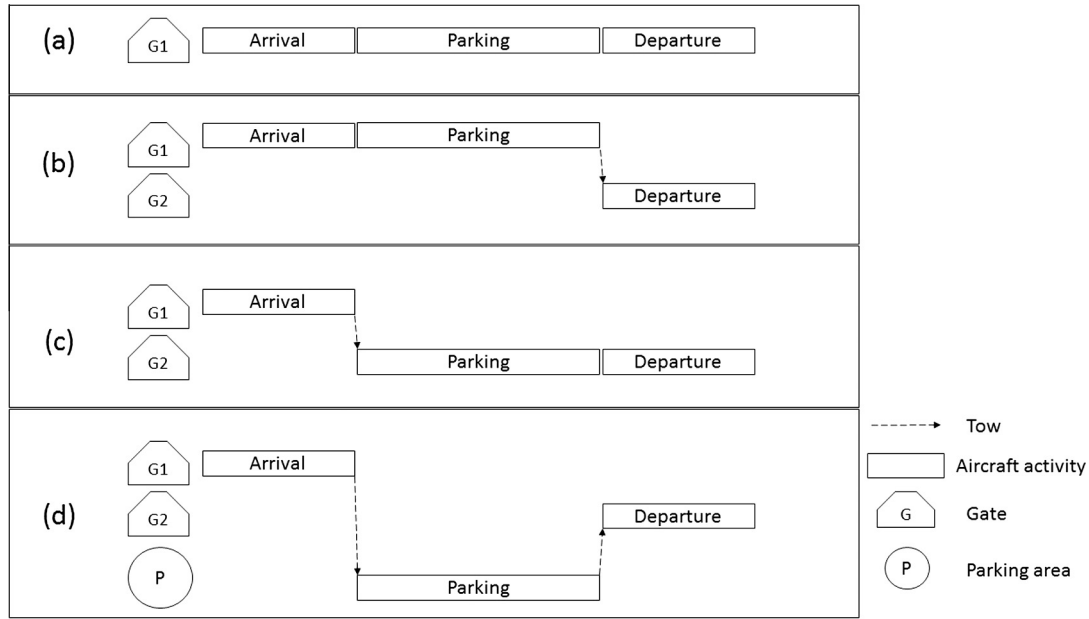 (a)
G1
Arrival
Parking
Departure
(b)
G1
Arrival
Parking
G2
Departure
(c)
G1
Arrival
G2
Parking
Departure
(d)
G1
Arrival
G2
Departure
P
Parking
Tow
Aircraft activity
G
Gate
P
Parking area